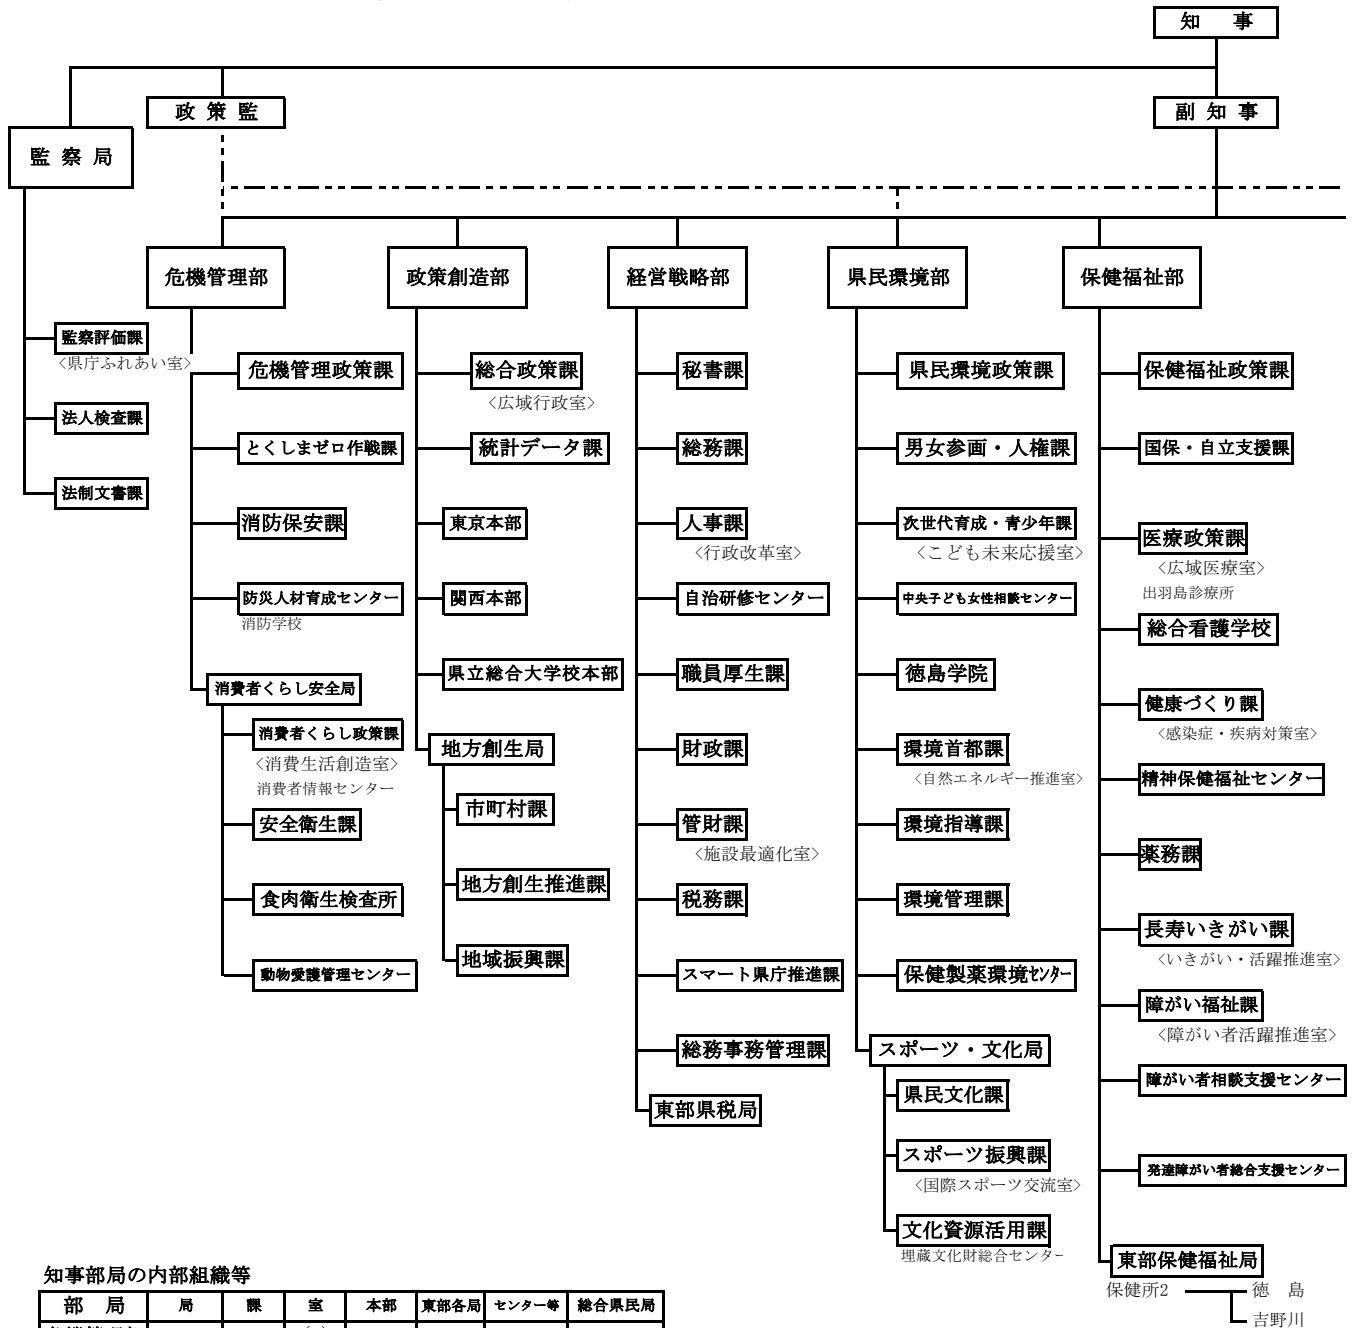 知　事
政 策 監
副 知 事
監 察 局
監察評価課
〈県庁ふれあい室〉
法人検査課
法制文書課
危機管理部
危機管理政策課
とくしまゼロ作戦課
消防保安課
防災人材育成センター
消防学校
消費者くらし安全局
消費者くらし政策課
〈消費生活創造室〉
消費者情報センター
安全衛生課
食肉衛生検査所
動物愛護管理センター
政策創造部
総合政策課
〈広域行政室〉
統計データ課
東京本部
関西本部
県立総合大学校本部
地方創生局
市町村課
地方創生推進課
地域振興課
経営戦略部
秘書課
総務課
人事課
〈行政改革室〉
自治研修センター
職員厚生課
財政課
管財課
〈施設最適化室〉
税務課
スマート県庁推進課
総務事務管理課
東部県税局
県民環境部
県民環境政策課
男女参画・人権課
次世代育成・青少年課
〈こども未来応援室〉
中央子ども女性相談センター
徳島学院
環境首都課
〈自然エネルギー推進室〉
環境指導課
環境管理課
保健製薬環境センター
スポーツ・文化局
県民文化課
スポーツ振興課
〈国際スポーツ交流室〉
文化資源活用課
埋蔵文化財総合センター
保健福祉部
保健福祉政策課
国保・自立支援課
医療政策課
〈広域医療室〉
出羽島診療所
総合看護学校
健康づくり課
〈感染症・疾病対策室〉
精神保健福祉センター
薬務課
長寿いきがい課
〈いきがい・活躍推進室〉
障がい福祉課
〈障がい者活躍推進室〉
障がい者相談支援センター
発達障がい者総合支援センター
東部保健福祉局
保健所2
徳　島
吉野川
知事部局の内部組織等
部　局 局 課 室 本部 東部各局 センター等 総合県民局